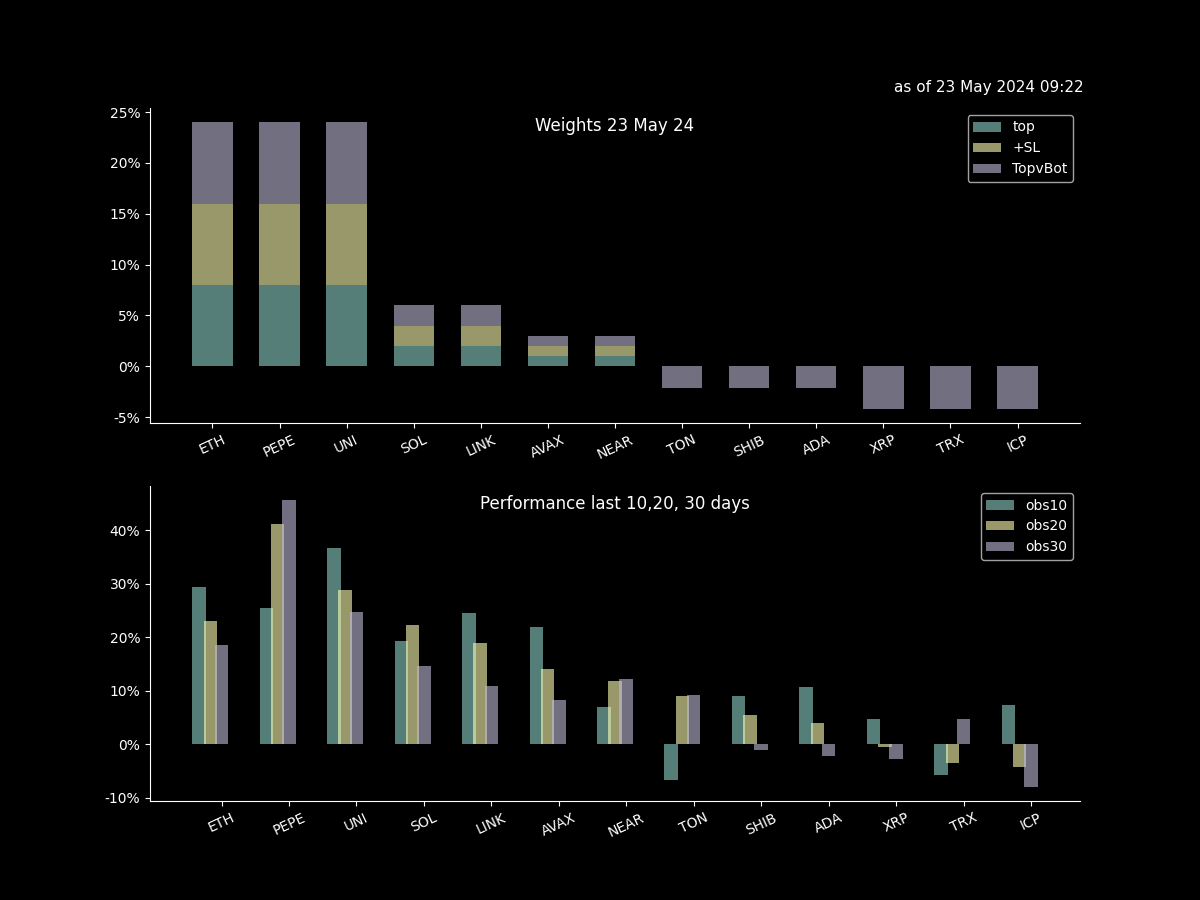 as of 23 May 2024 09:22
Weights 23 May 24
top
+SL
TopvBot
25%
20%
15%
10%
5%
0%
-5%
ETH PEPE UNI SOL LINK AVAX NEAR TON SHIB ADA XRP TRX ICP
Performance last 10,20, 30 days
obs10
obs20
obs30
40%
30%
20%
10%
0%
-10%
ETH PEPE UNI SOL LINK AVAX NEAR TON SHIB ADA XRP TRX ICP